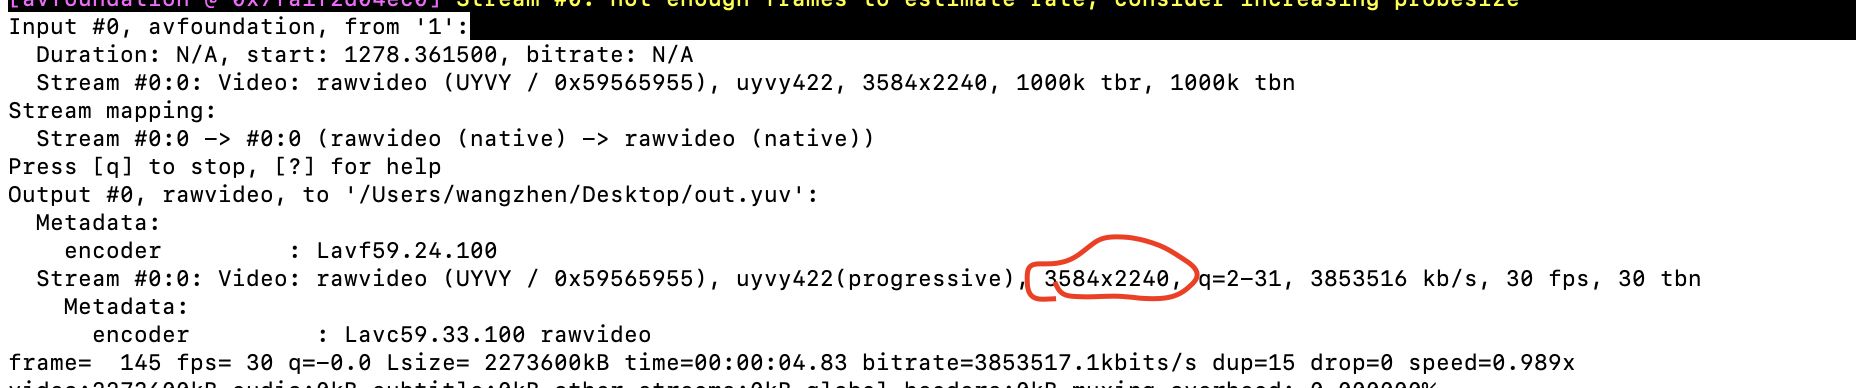 [avfoundation @ 0x7fa1f2d04ec0] Stream #0: not enough frames to estimate rate; consider increasing probesize
Input #0, avfoundation, from '1':
  Duration: N/A, start: 1278.361500, bitrate: N/A
  Stream #0:0: Video: rawvideo (UYVY / 0x59565955), uyvy422, 3584x2240, 1000k tbr, 1000k tbn
Stream mapping:
  Stream #0:0 -> #0:0 (rawvideo (native) -> rawvideo (native))
Press [q] to stop, [?] for help
Output #0, rawvideo, to '/Users/wangzhen/Desktop/out.yuv':
  Metadata:
    encoder         : Lavf59.24.100
  Stream #0:0: Video: rawvideo (UYVY / 0x59565955), uyvy422(progressive), 3584x2240, q=2-31, 3853516 kb/s, 30 fps, 30 tbn
    Metadata:
      encoder         : Lavc59.33.100 rawvideo
frame=  145 fps= 30 q=-0.0 Lsize= 2273600kB time=00:00:04.83 bitrate=3853517.1kbits/s dup=15 drop=0 speed=0.989x
video:2273600kB audio:0kB subtitle:0kB other streams:0kB global headers:0kB muxing overhead: 0.000000%